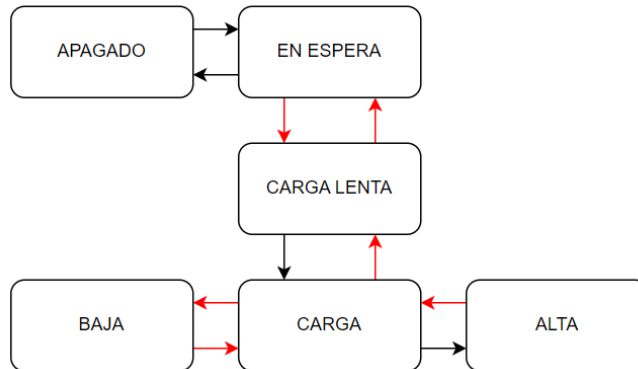 APAGADO
EN ESPERA
CARGA LENTA
BAJA
CARGA
ALTA